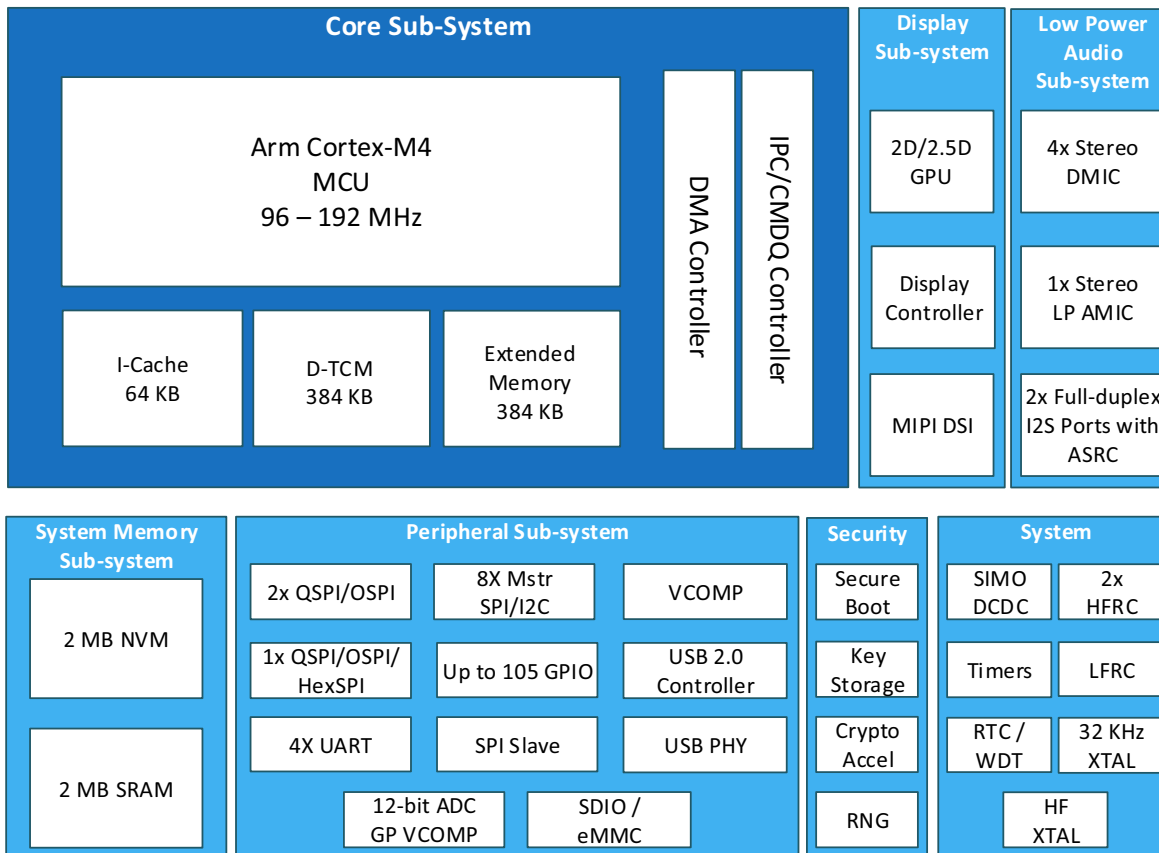 Core Sub-System
Arm Cortex-M4
MCU
96 – 192 MHz
I-Cache
64 KB
D-TCM
384 KB
Extended
Memory
384 KB
DMA Controller
IPC/CMDQ Controller
Display
Sub-system
2D/2.5D
GPU
Display
Controller
MIPI DSI
Low Power
Audio
Sub-system
4x Stereo
DMIC
1x Stereo
LP AMIC
2x Full-duplex
I2S Ports with
ASRC
System Memory
Sub-system
2 MB NVM
2 MB SRAM
Peripheral Sub-system
2x QSPI/OSPI
8X Mstr
SPI/I2C
VCOMP
1x QSPI/OSPI/
HexSPI
Up to 105 GPIO
USB 2.0
Controller
4X UART
SPI Slave
USB PHY
12-bit ADC
GP VCOMP
SDIO /
eMMC
Security
Secure
Boot
Key
Storage
Crypto
Accel
RNG
System
SIMO
DCDC
2x
HFRC
Timers
LFRC
RTC /
WDT
32 KHz
XTAL
HF
XTAL